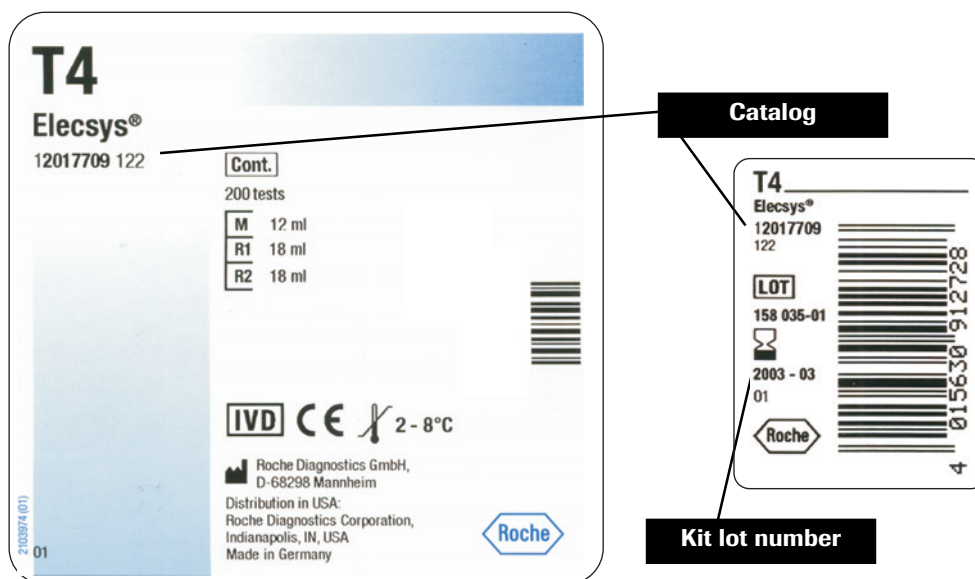 T4
Elecsys®
12017709 122
Cont.
200 tests
M 12 ml
R1 18 ml
R2 18 ml
IVD CE 2 - 8°C
Roche Diagnostics GmbH,
D-68298 Mannheim
Distribution in USA:
Roche Diagnostics Corporation,
Indianapolis, IN, USA
Made in Germany
Roche
2103974 (01)
01
Catalog
T4
Elecsys®
12017709
122
LOT
158 035-01
2003 - 03
01
Roche
4 015630 912728
Kit lot number